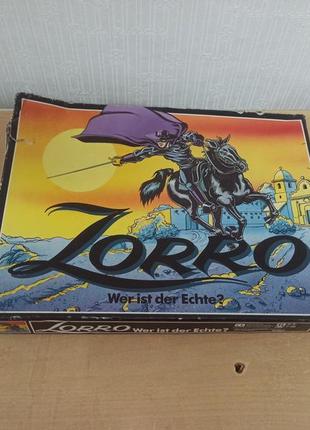 ZORRO
Wer ist der Echte?
ZORRO Wer ist der Echte?